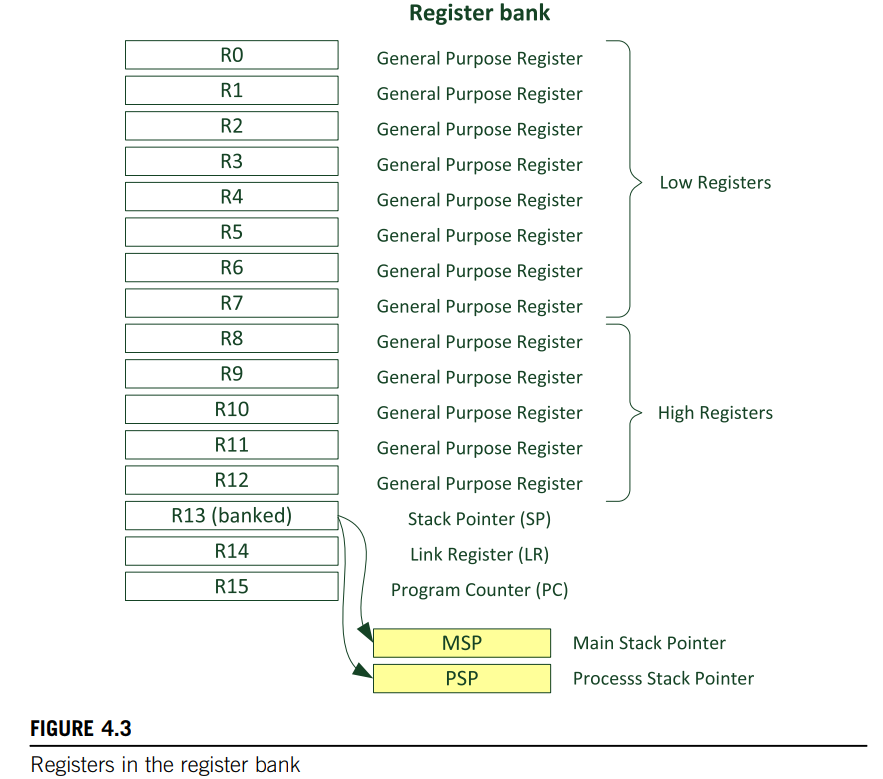 Register bank
R0 General Purpose Register
R1 General Purpose Register
R2 General Purpose Register
R3 General Purpose Register
Low Registers
R4 General Purpose Register
R5 General Purpose Register
R6 General Purpose Register
R7 General Purpose Register
R8 General Purpose Register
R9 General Purpose Register
R10 General Purpose Register
High Registers
R11 General Purpose Register
R12 General Purpose Register
R13 (banked) Stack Pointer (SP)
R14 Link Register (LR)
R15 Program Counter (PC)
MSP Main Stack Pointer
PSP Processs Stack Pointer
FIGURE 4.3
Registers in the register bank